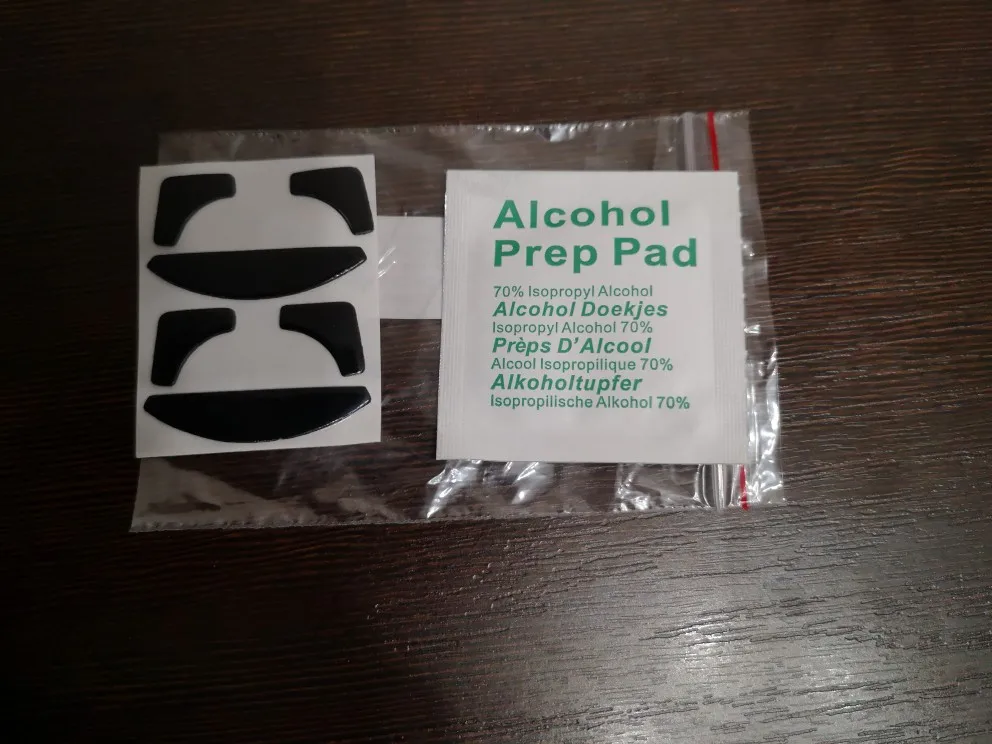 Alcohol
Prep Pad
70% Isopropyl Alcohol
Alcohol Doekjes
Isopropyl Alcohol 70%
Prèps D'Alcool
Alcool Isopropilique 70%
Alkoholtupfer
Isopropilische Alkohol 70%